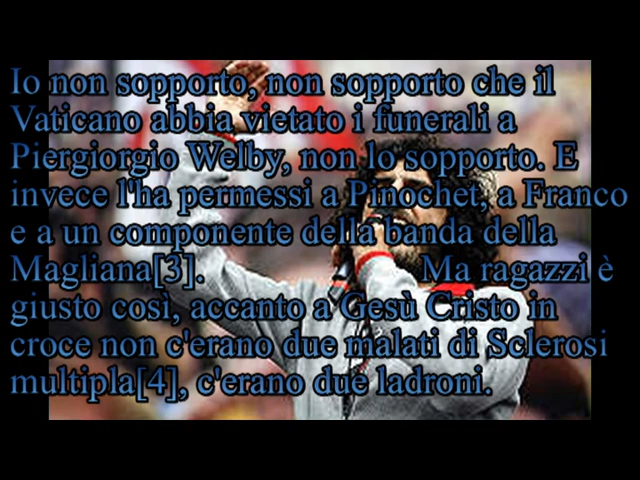 Io non sopporto, non sopporto che il
Vaticano abbia vietato i funerali a
Piergiorgio Welby, non lo sopporto. E
invece l'ha permessi a Pinochet, a Franco
e a un componente della banda della
Magliana[3]. Ma ragazzi è
giusto così, accanto a Gesù Cristo in
croce non c'erano due malati di Sclerosi
multipla[4], c'erano due ladroni.